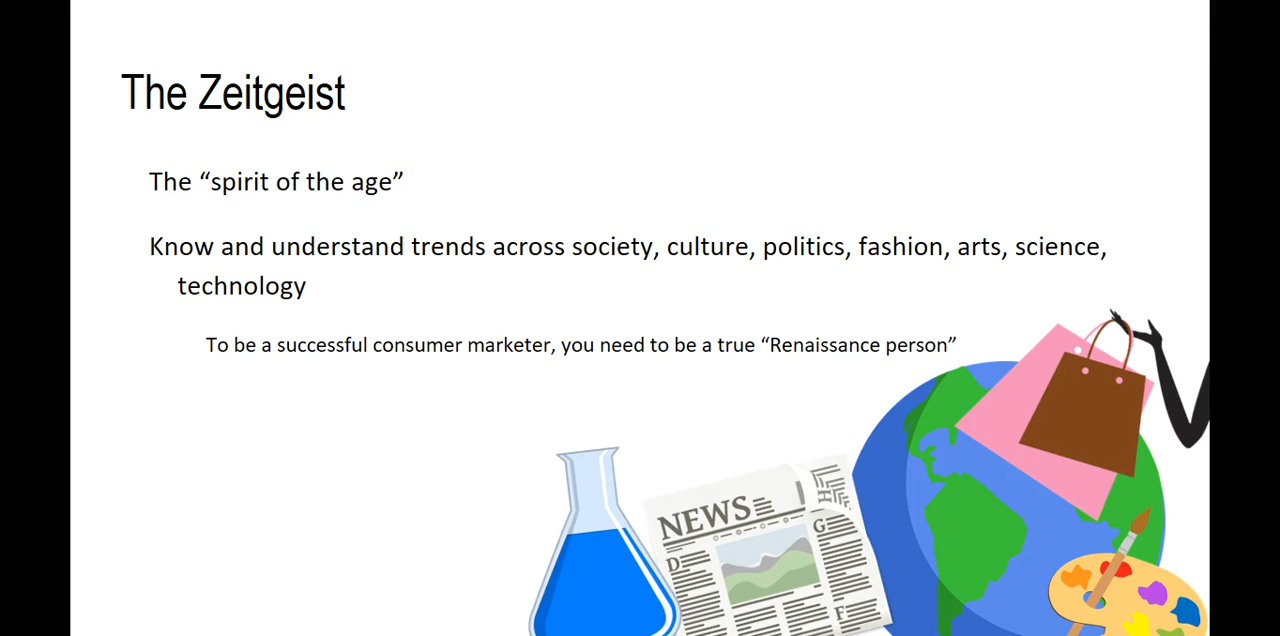 The Zeitgeist
The “spirit of the age”
Know and understand trends across society, culture, politics, fashion, arts, science,
technology
To be a successful consumer marketer, you need to be a true “Renaissance person”
NEWS
H
G
D
F